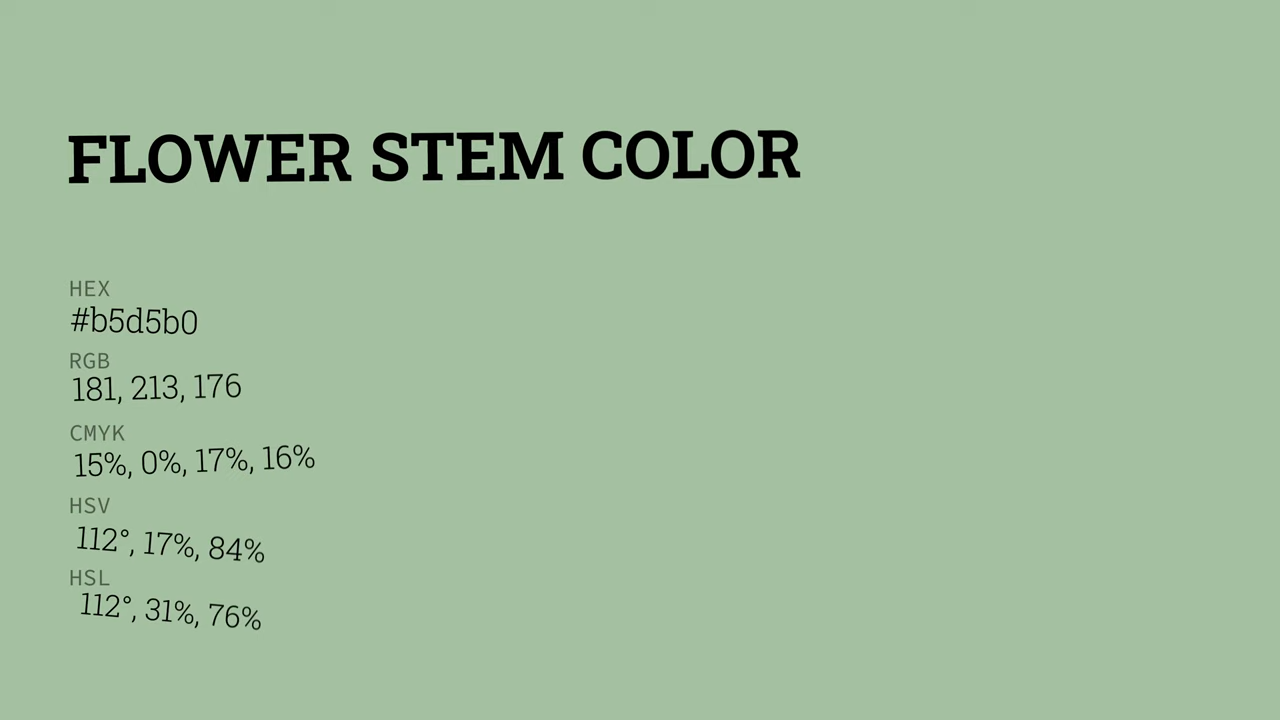 FLOWER STEM COLOR
HEX
#b5d5b0
RGB
181, 213, 176
CMYK
15%, 0%, 17%, 16%
HSV
112°, 17%, 84%
HSL
112°, 31%, 76%